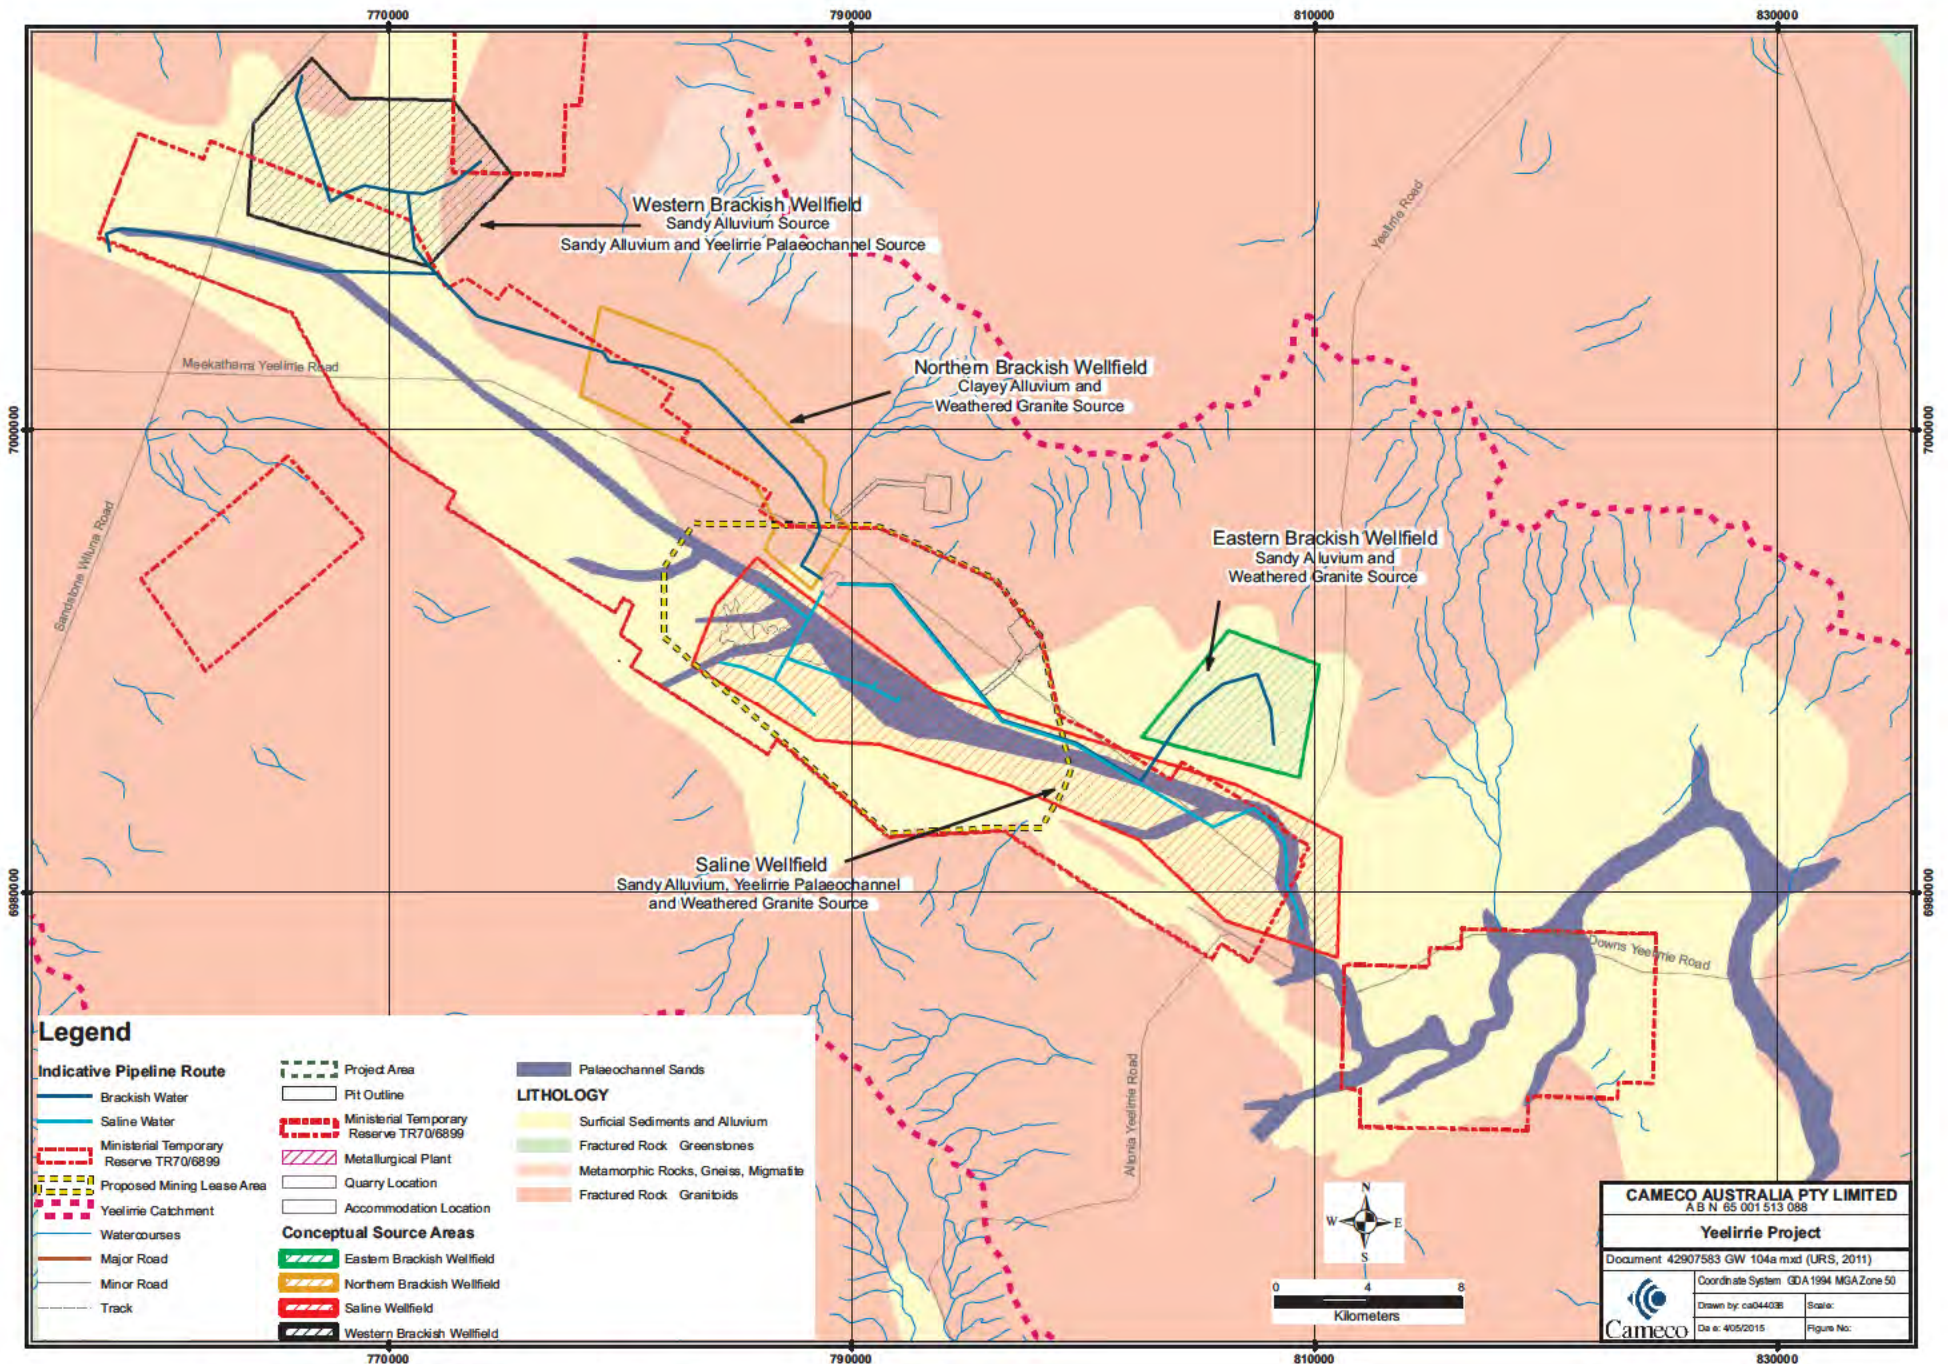 770000
790000
810000
830000
Western Brackish Wellfield
Sandy Alluvium Source
Sandy Alluvium and Yeelirrie Palaeochannel Source
Yeelirrie Road
Meekatharra Yeelirrie Road
Northern Brackish Wellfield
Clayey Alluvium and
Weathered Granite Source
7000000
7000000
Sandstone Wiluna Road
Eastern Brackish Wellfield
Sandy Alluvium and
Weathered Granite Source
Saline Wellfield
Sandy Alluvium, Yeelirrie Palaeochannel
and Weathered Granite Source
6980000
6980000
Downs Yeelirrie Road
Altona Yeelirrie Road
Legend
Indicative Pipeline Route
Brackish Water
Saline Water
Ministerial Temporary
Reserve TR70/6899
Proposed Mining Lease Area
Yeelirrie Catchment
Watercourses
Major Road
Minor Road
Track
Project Area
Pit Outline
Ministerial Temporary
Reserve TR70/6899
Metallurgical Plant
Quarry Location
Accommodation Location
Conceptual Source Areas
Eastern Brackish Wellfield
Northern Brackish Wellfield
Saline Wellfield
Western Brackish Wellfield
Palaeochannel Sands
LITHOLOGY
Surficial Sediments and Alluvium
Fractured Rock Greenstones
Metamorphic Rocks, Gneiss, Migmatite
Fractured Rock Granitoids
N
W E
S
0 4 8
Kilometers
CAMECO AUSTRALIA PTY LIMITED
A B N 65 001 513 088
Yeelirrie Project
Document 42907583 GW 104a mxd (URS, 2011)
Coordinate System GDA 1994 MGA Zone 50
Drawn by: ca044038 Scale:
Cameco
Da e: 4/05/2015 Figure No:
770000
790000
810000
830000